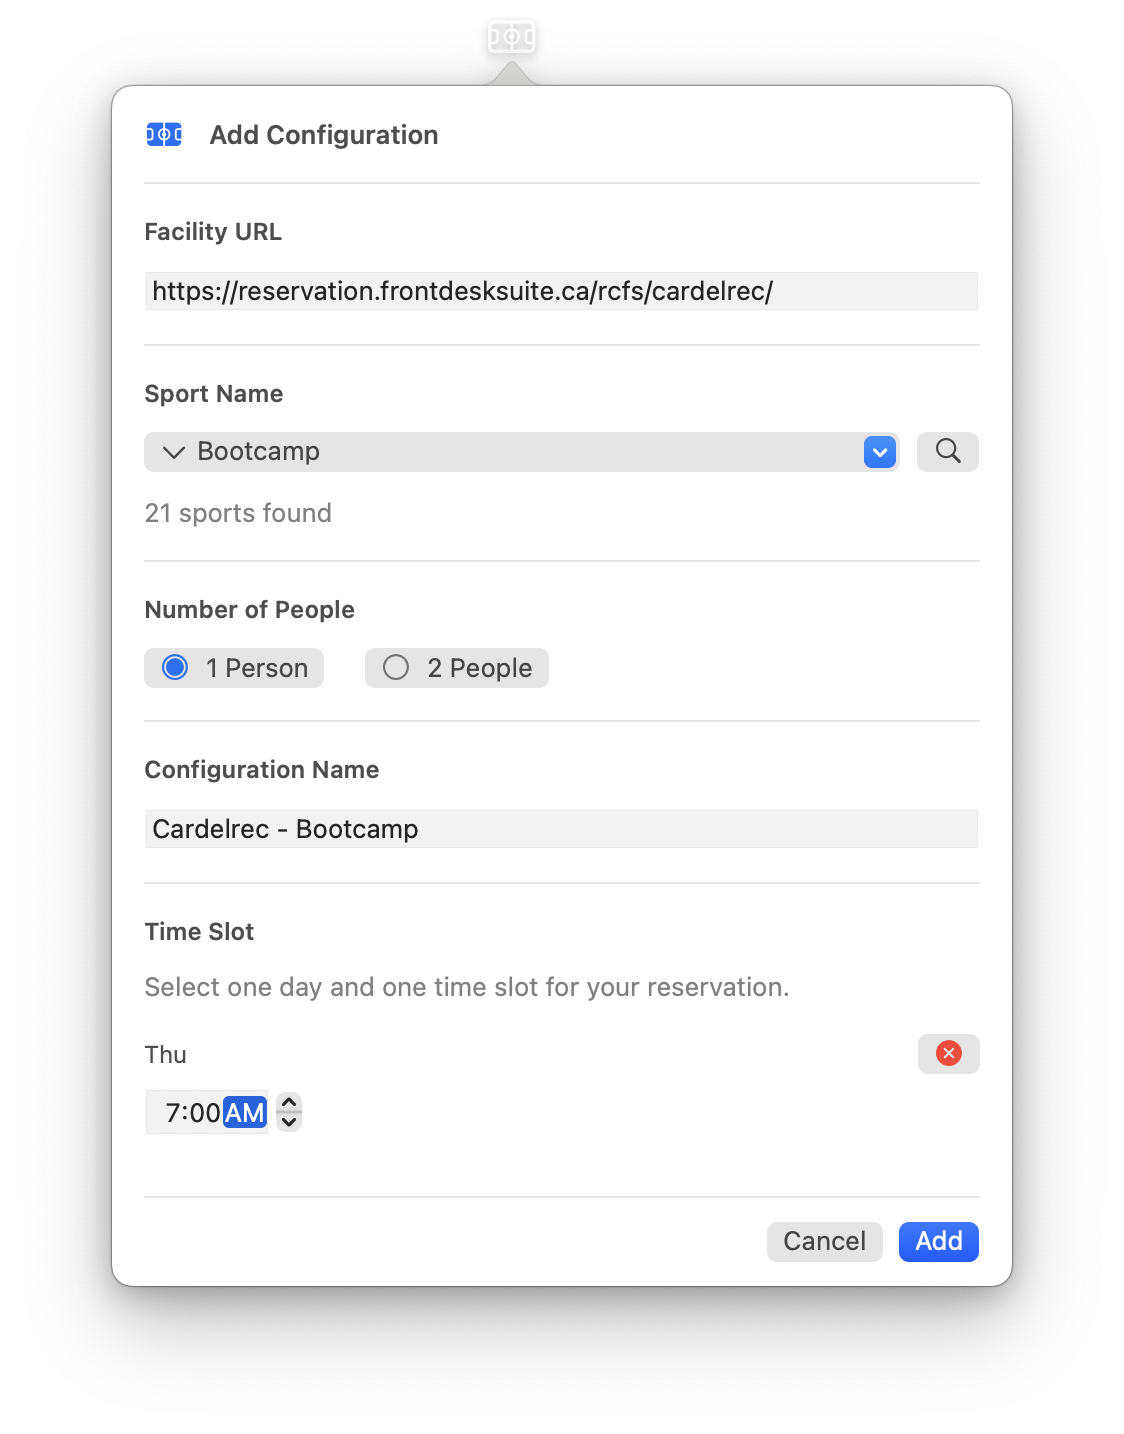 Add Configuration
Facility URL
https://reservation.frontdesksuite.ca/rcfs/cardelrec/
Sport Name
Bootcamp
21 sports found
Number of People
1 Person 2 People
Configuration Name
Cardelrec - Bootcamp
Time Slot
Select one day and one time slot for your reservation.
Thu
7:00 AM
Cancel Add